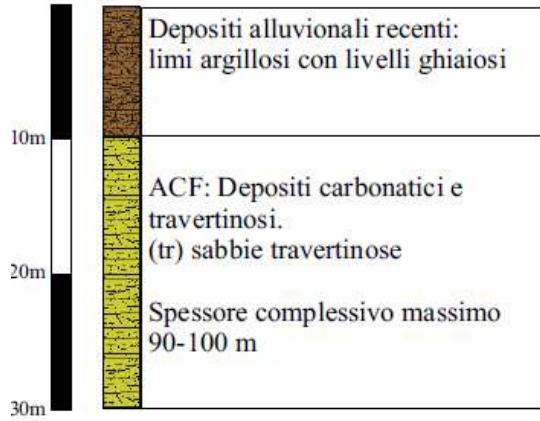 Depositi alluvionali recenti:
limi argillosi con livelli ghiaiosi
10m
ACF: Depositi carbonatici e
travertinosi.
(tr) sabbie travertinose
20m
Spessore complessivo massimo
90-100 m
30m